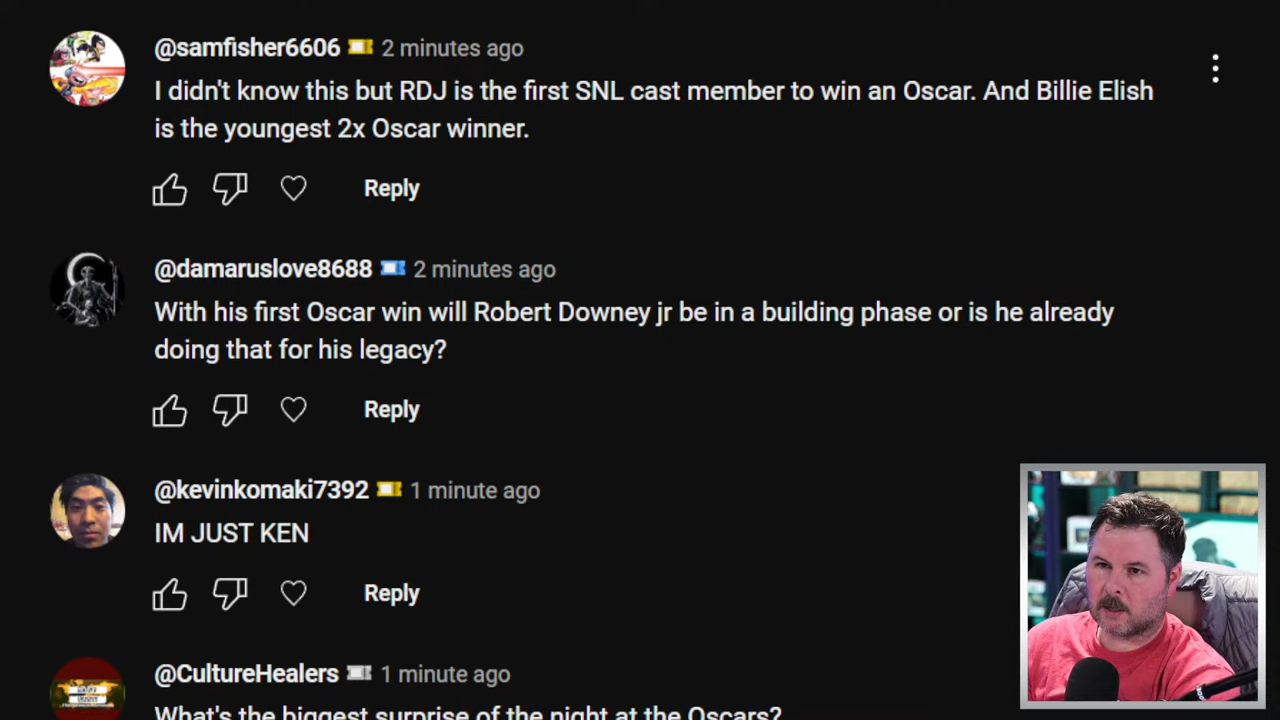 @samfisher6606 2 minutes ago
I didn't know this but RDJ is the first SNL cast member to win an Oscar. And Billie Elish
is the youngest 2x Oscar winner.
Reply
@damaruslove8688 2 minutes ago
With his first Oscar win will Robert Downey jr be in a building phase or is he already
doing that for his legacy?
Reply
@kevinkomaki7392 1 minute ago
IM JUST KEN
Reply
@CultureHealers 1 minute ago
What's the biggest surprise of the night at the Oscars?